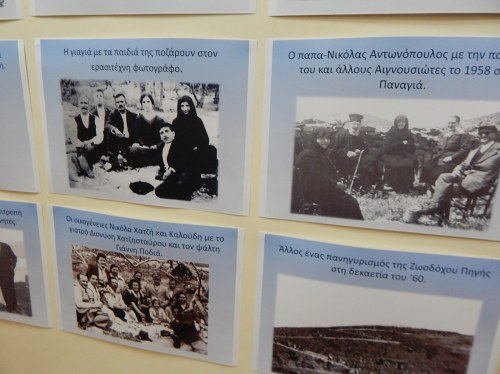 Η γιαγιά με τα παιδιά της ποζάρουν στον
ερασιτέχνη φωτογράφο.
Ο παπα-Νικόλας Αντωνόπουλος με την
του και άλλους Αιγνουσιώτες το 1958
Παναγιά.
Οι οικογένειες Νικόλα Χατζή και Καλούδη με το
γιατρό Διονύση Χατζησταύρου και τον ψάλτη
Γιάννη Ποδιά.
Άλλος ένας πανηγυρισμός της Ζωοδόχου Πηγής
στη δεκαετία του '60.